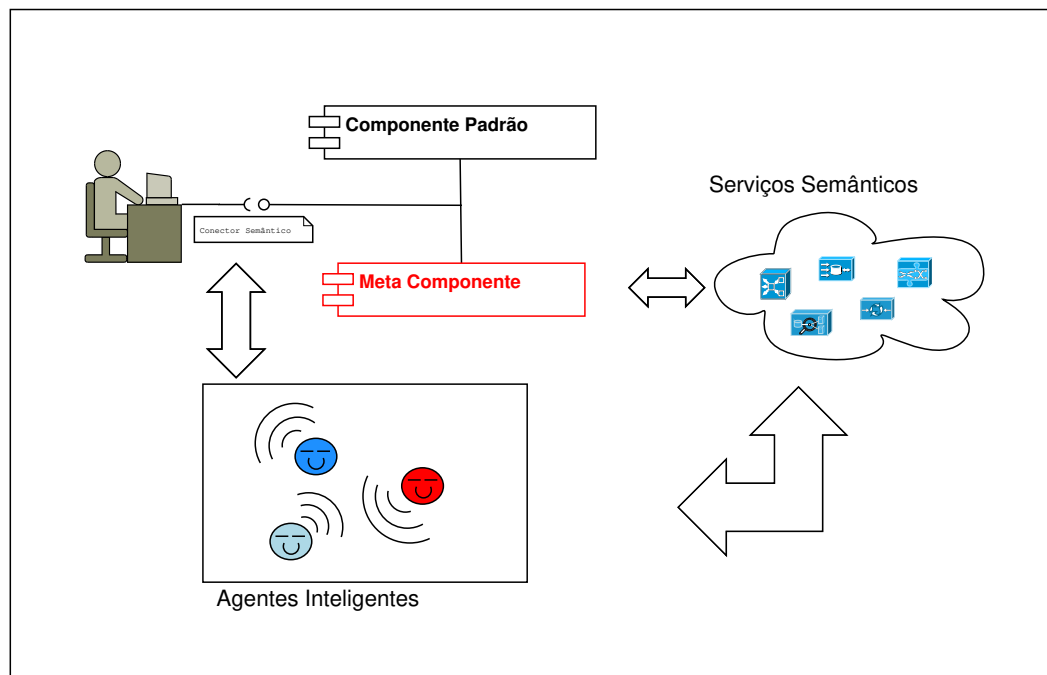 Componente Padrão
Serviços Semânticos
Conector Semântico
Meta Componente
Agentes Inteligentes